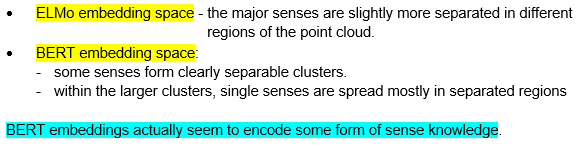 • ELMo embedding space - the major senses are slightly more separated in different
regions of the point cloud.
• BERT embedding space:
- some senses form clearly separable clusters.
- within the larger clusters, single senses are spread mostly in separated regions
BERT embeddings actually seem to encode some form of sense knowledge.